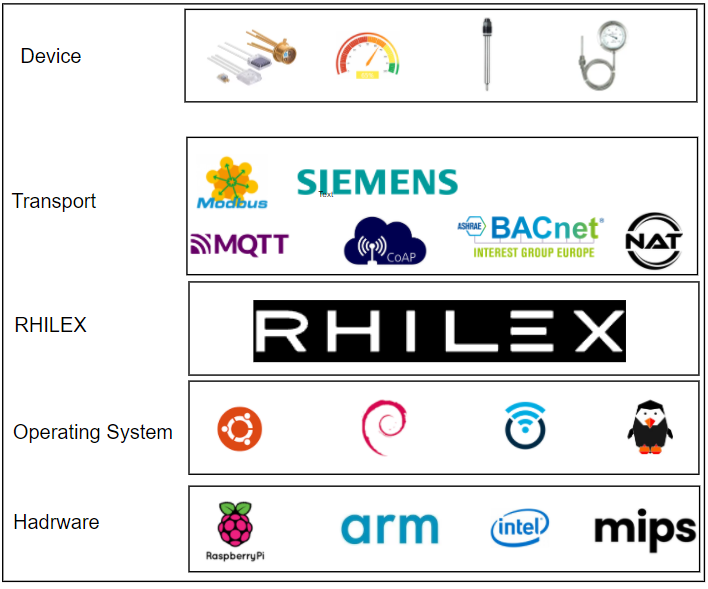 Device
Transport
Modbus
SIEMENS
Text
MQTT
CoAP
ASHRAE BACnet®
INTEREST GROUP EUROPE
NAT
RHILEX
RHILEX
Operating System
Hadrware
RaspberryPi
arm
intel
mips